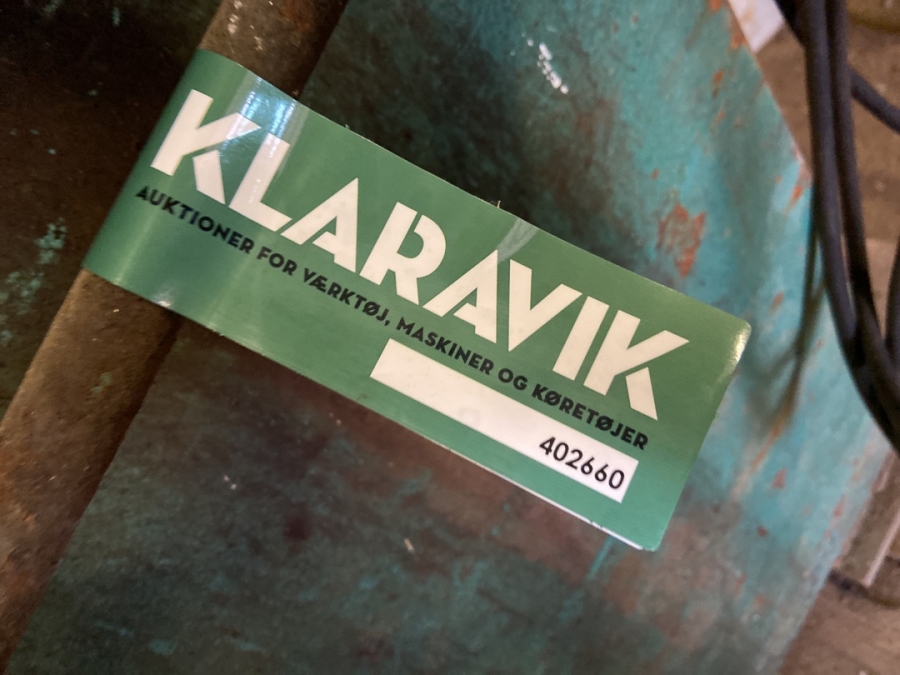 KLARAVIK
AUKTIONER FOR VÆRKTØJ, MASKINER OG KØRETØJER
402660